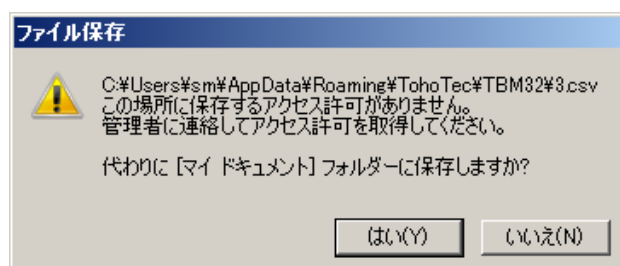 ファイル保存
C:¥Users¥sm¥AppData¥Roaming¥TohoTec¥TBM32¥3.csv
この場所に保存するアクセス許可がありません。
管理者に連絡してアクセス許可を取得してください。
代わりに [マイ ドキュメント] フォルダーに保存しますか?
はい(Y)
いいえ(N)